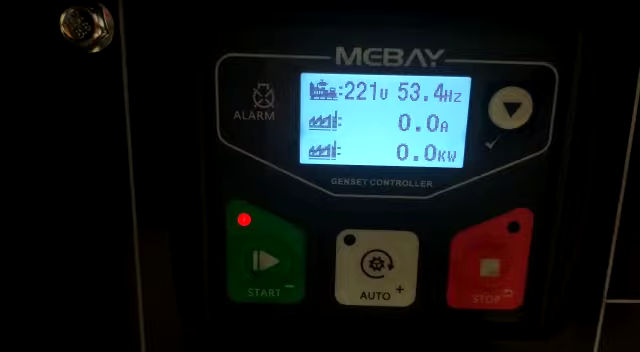 MEBAY
ALARM
:221V 53.4HZ
: 0.0A
: 0.0KW
GENSET CONTROLLER
START −
AUTO +
STOP